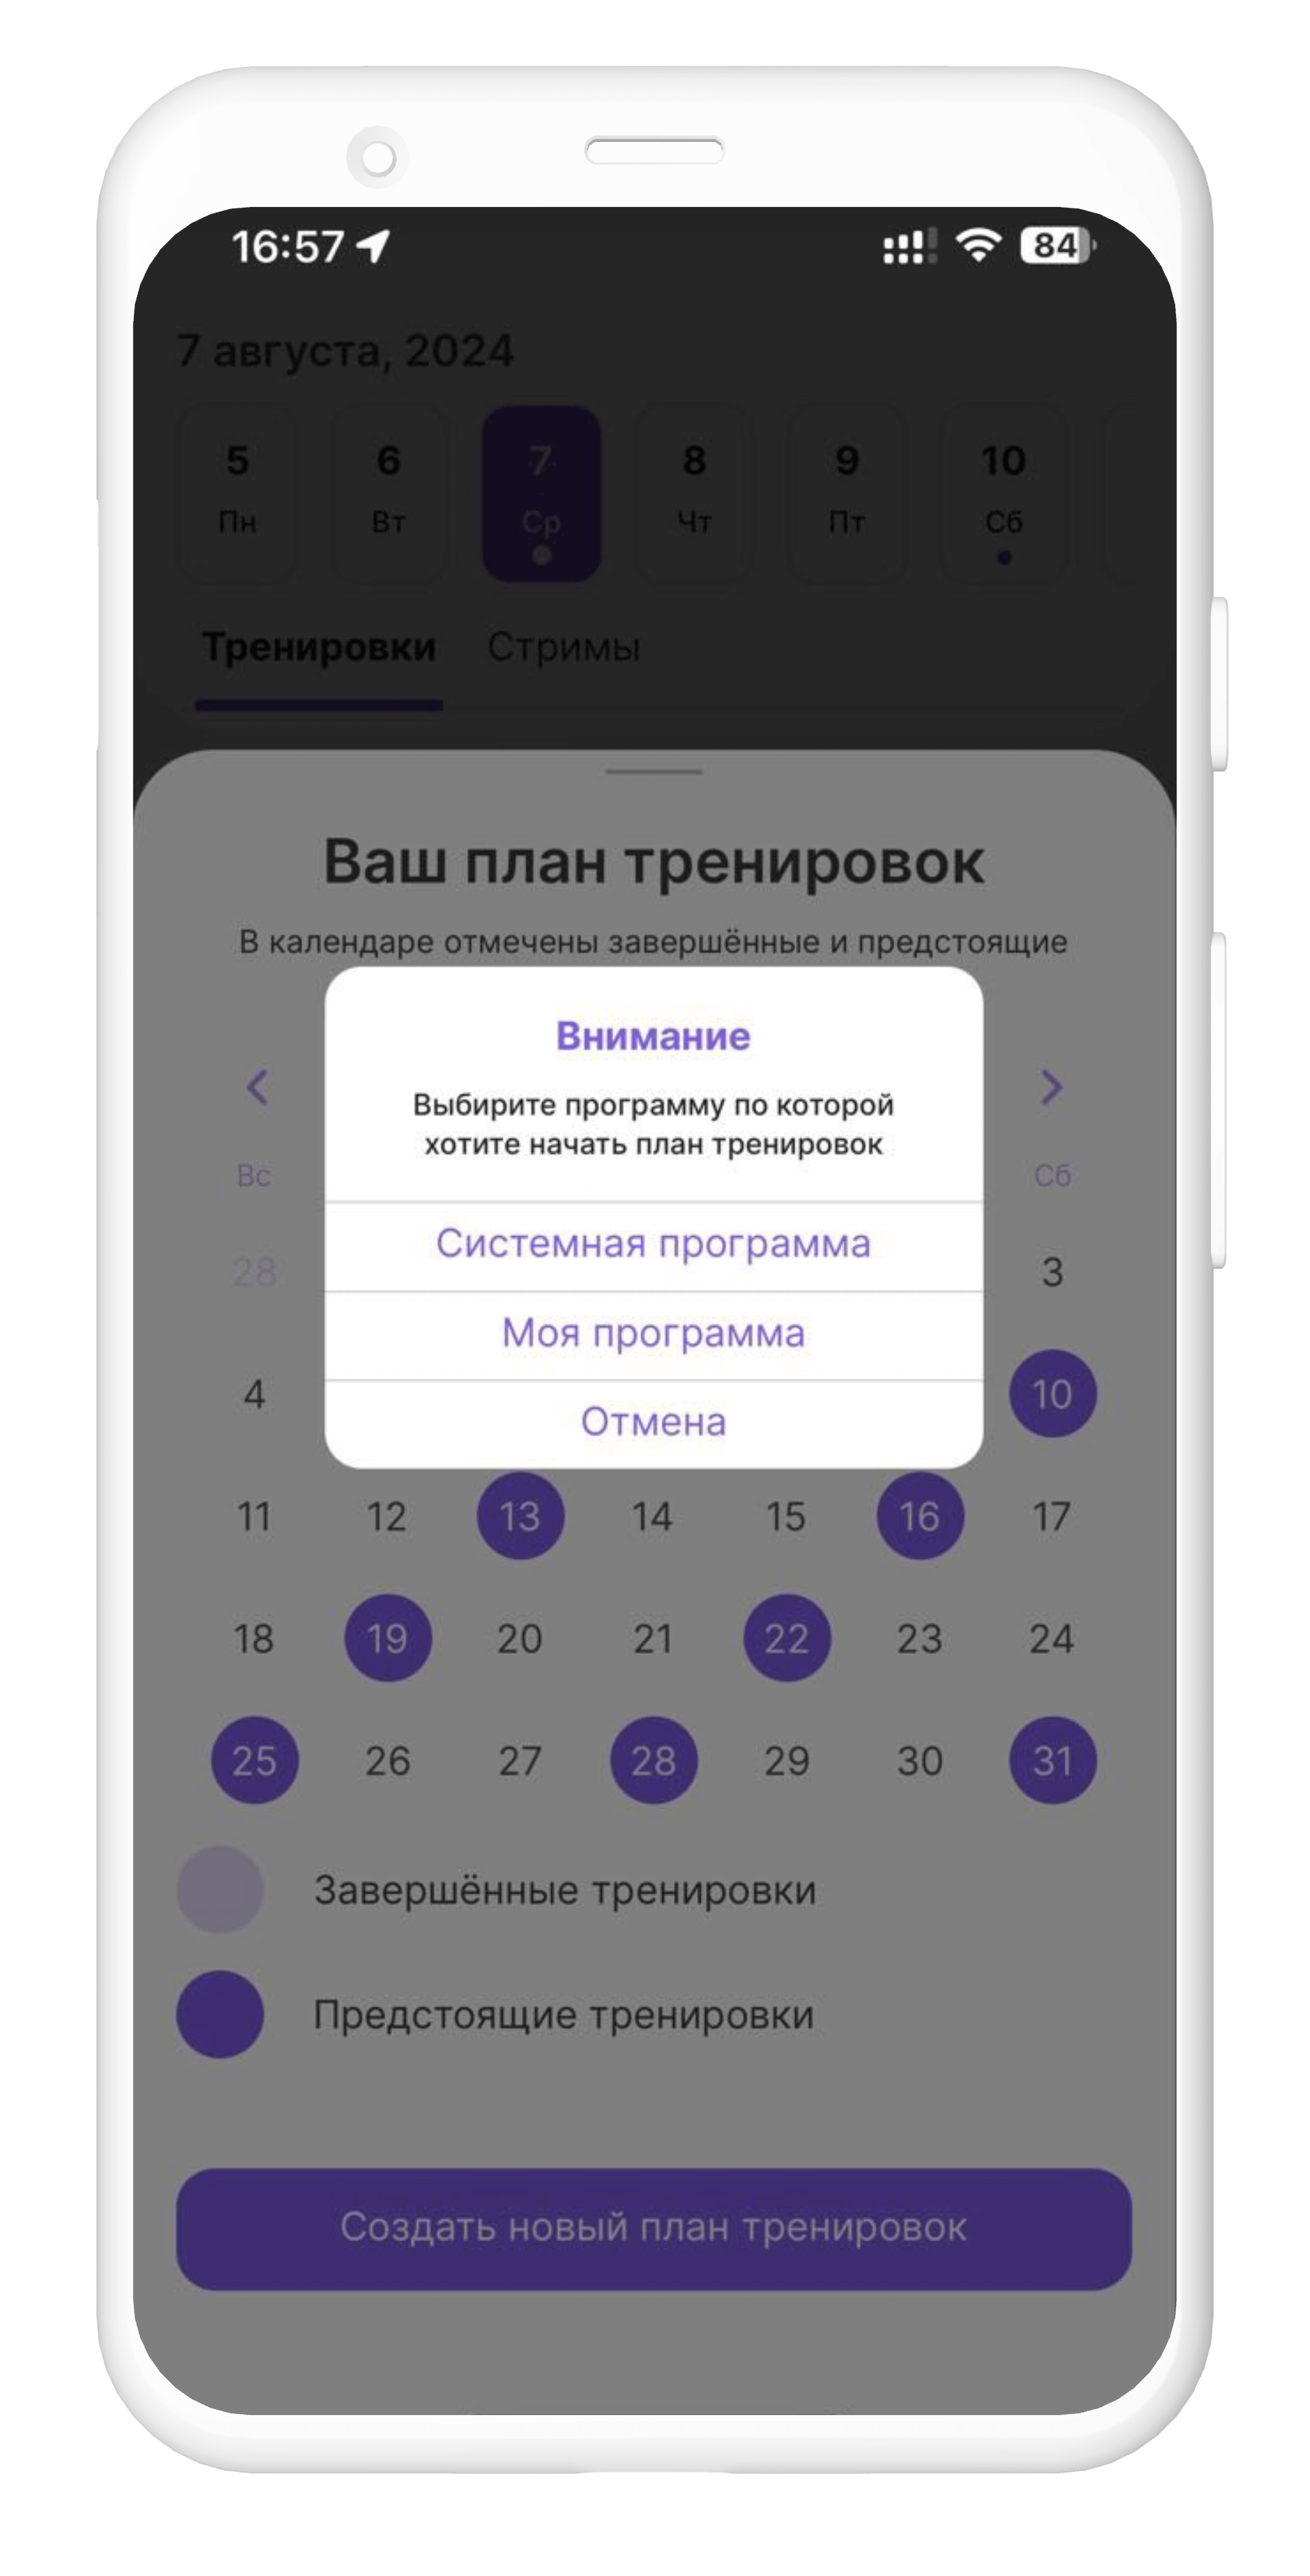 16:57
84
7 августа, 2024
5 6 7 8 9 10
Пн Вт Ср Чт Пт Сб
Тренировки Стримы
Ваш план тренировок
В календаре отмечены завершённые и предстоящие
Внимание
Выбирите программу по которой
хотите начать план тренировок
Вс Сб
Системная программа
28 3
Моя программа
4 10
Отмена
11 12 13 14 15 16 17
18 19 20 21 22 23 24
25 26 27 28 29 30 31
Завершённые тренировки
Предстоящие тренировки
Создать новый план тренировок